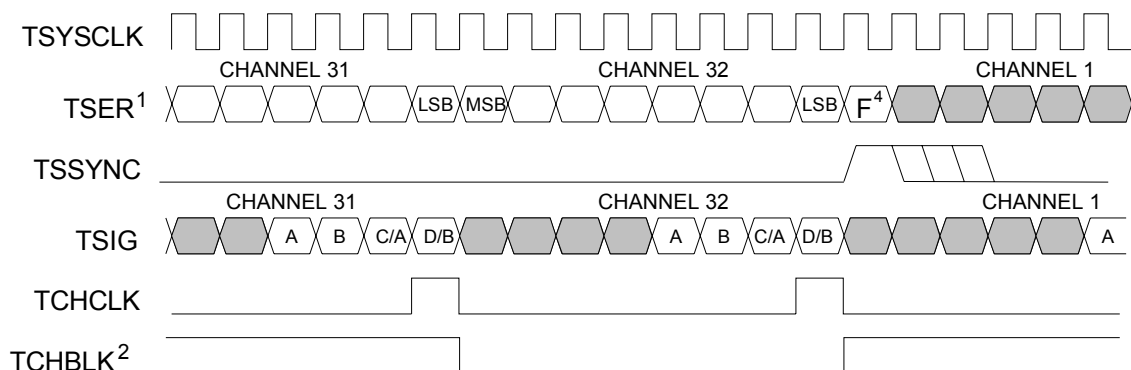 TSYSCLK
CHANNEL 31 CHANNEL 32 CHANNEL 1
TSER1 LSB MSB LSB F4
TSSYNC
CHANNEL 31 CHANNEL 32 CHANNEL 1
TSIG A B C/A D/B A B C/A D/B A
TCHCLK
TCHBLK2